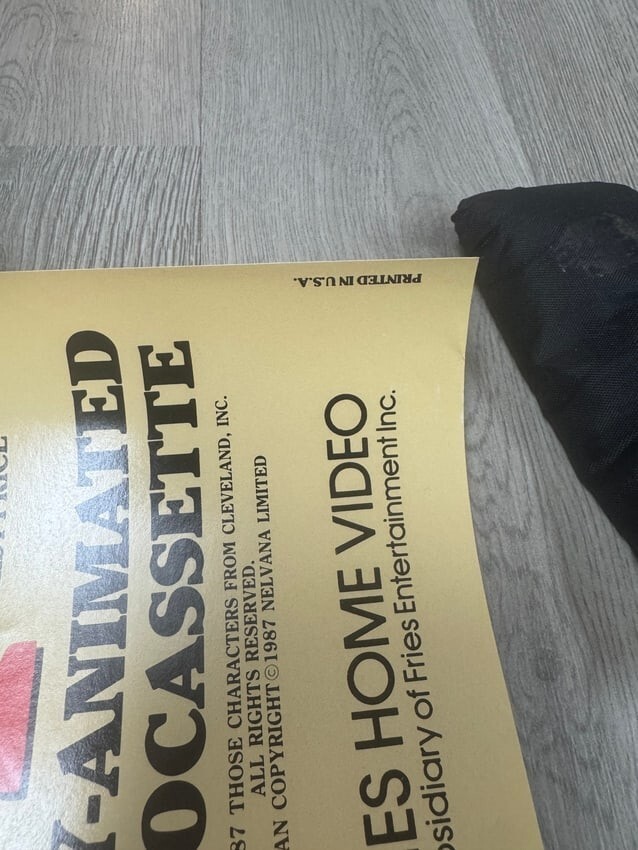 Y-ANIMATED
OCASSETTE
87 THOSE CHARACTERS FROM CLEVELAND, INC.
ALL RIGHTS RESERVED.
AN COPYRIGHT©1987 NELVANA LIMITED
ES HOME VIDEO
sidiary of Fries Entertainment Inc.
PRINTED IN U.S.A.